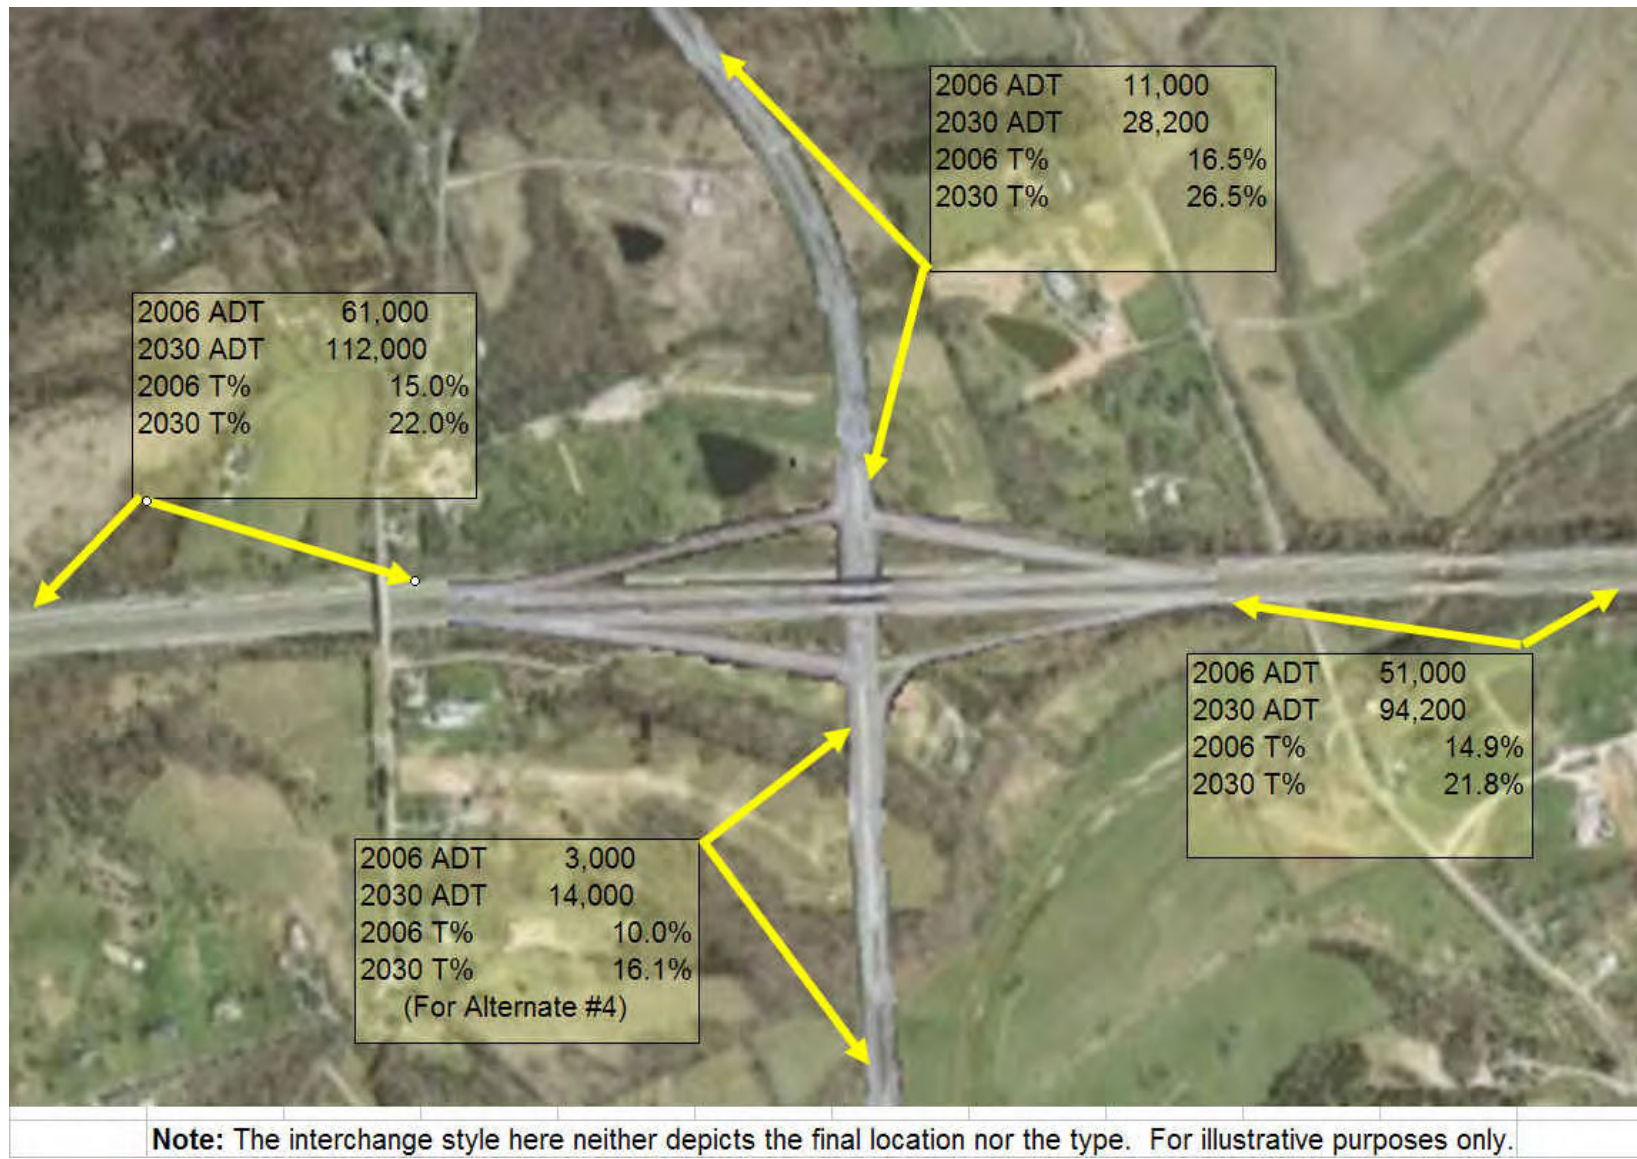 2006 ADT 11,000
2030 ADT 28,200
2006 T% 16.5%
2030 T% 26.5%
2006 ADT 61,000
2030 ADT 112,000
2006 T% 15.0%
2030 T% 22.0%
2006 ADT 51,000
2030 ADT 94,200
2006 T% 14.9%
2030 T% 21.8%
2006 ADT 3,000
2030 ADT 14,000
2006 T% 10.0%
2030 T% 16.1%
(For Alternate #4)
Note: The interchange style here neither depicts the final location nor the type. For illustrative purposes only.